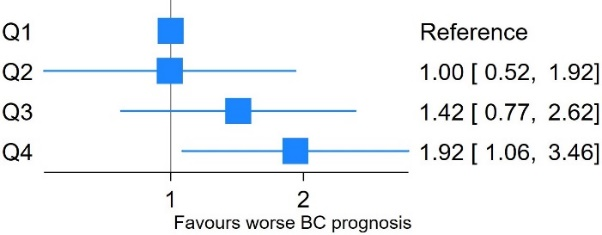 Q1 Reference
Q2 1.00 [ 0.52, 1.92]
Q3 1.42 [ 0.77, 2.62]
Q4 1.92 [ 1.06, 3.46]
1 2
Favours worse BC prognosis